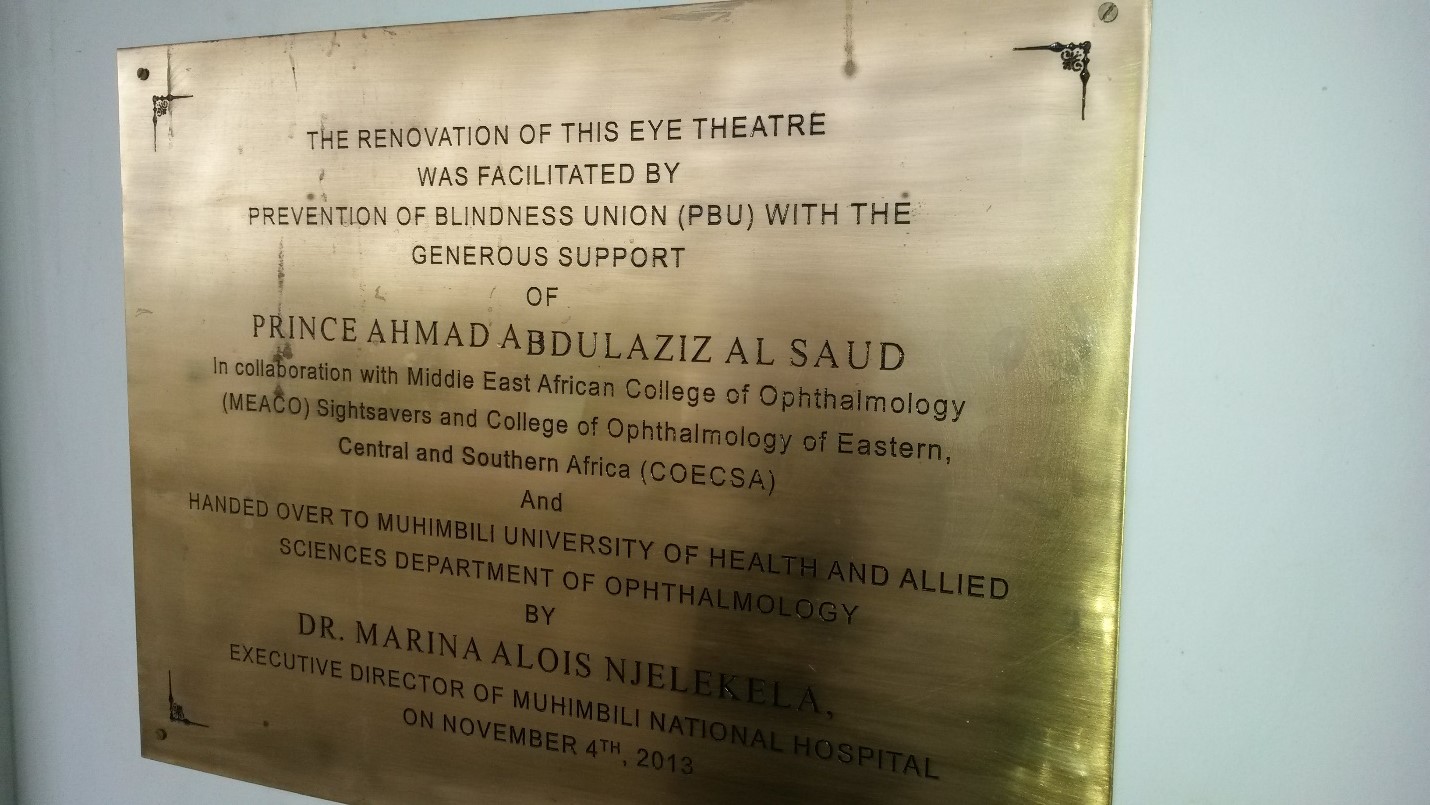 THE RENOVATION OF THIS EYE THEATRE
WAS FACILITATED BY
PREVENTION OF BLINDNESS UNION (PBU) WITH THE
GENEROUS SUPPORT
OF
PRINCE AHMAD ABDULAZIZ AL SAUD
In collaboration with Middle East African College of Ophthalmology
(MEACO) Sightsavers and College of Ophthalmology of Eastern,
Central and Southern Africa (COECSA)
And
HANDED OVER TO MUHIMBILI UNIVERSITY OF HEALTH AND ALLIED
SCIENCES DEPARTMENT OF OPHTHALMOLOGY
BY
DR. MARINA ALOIS NJELEKELA,
EXECUTIVE DIRECTOR OF MUHIMBILI NATIONAL HOSPITAL
ON NOVEMBER 4TH, 2013